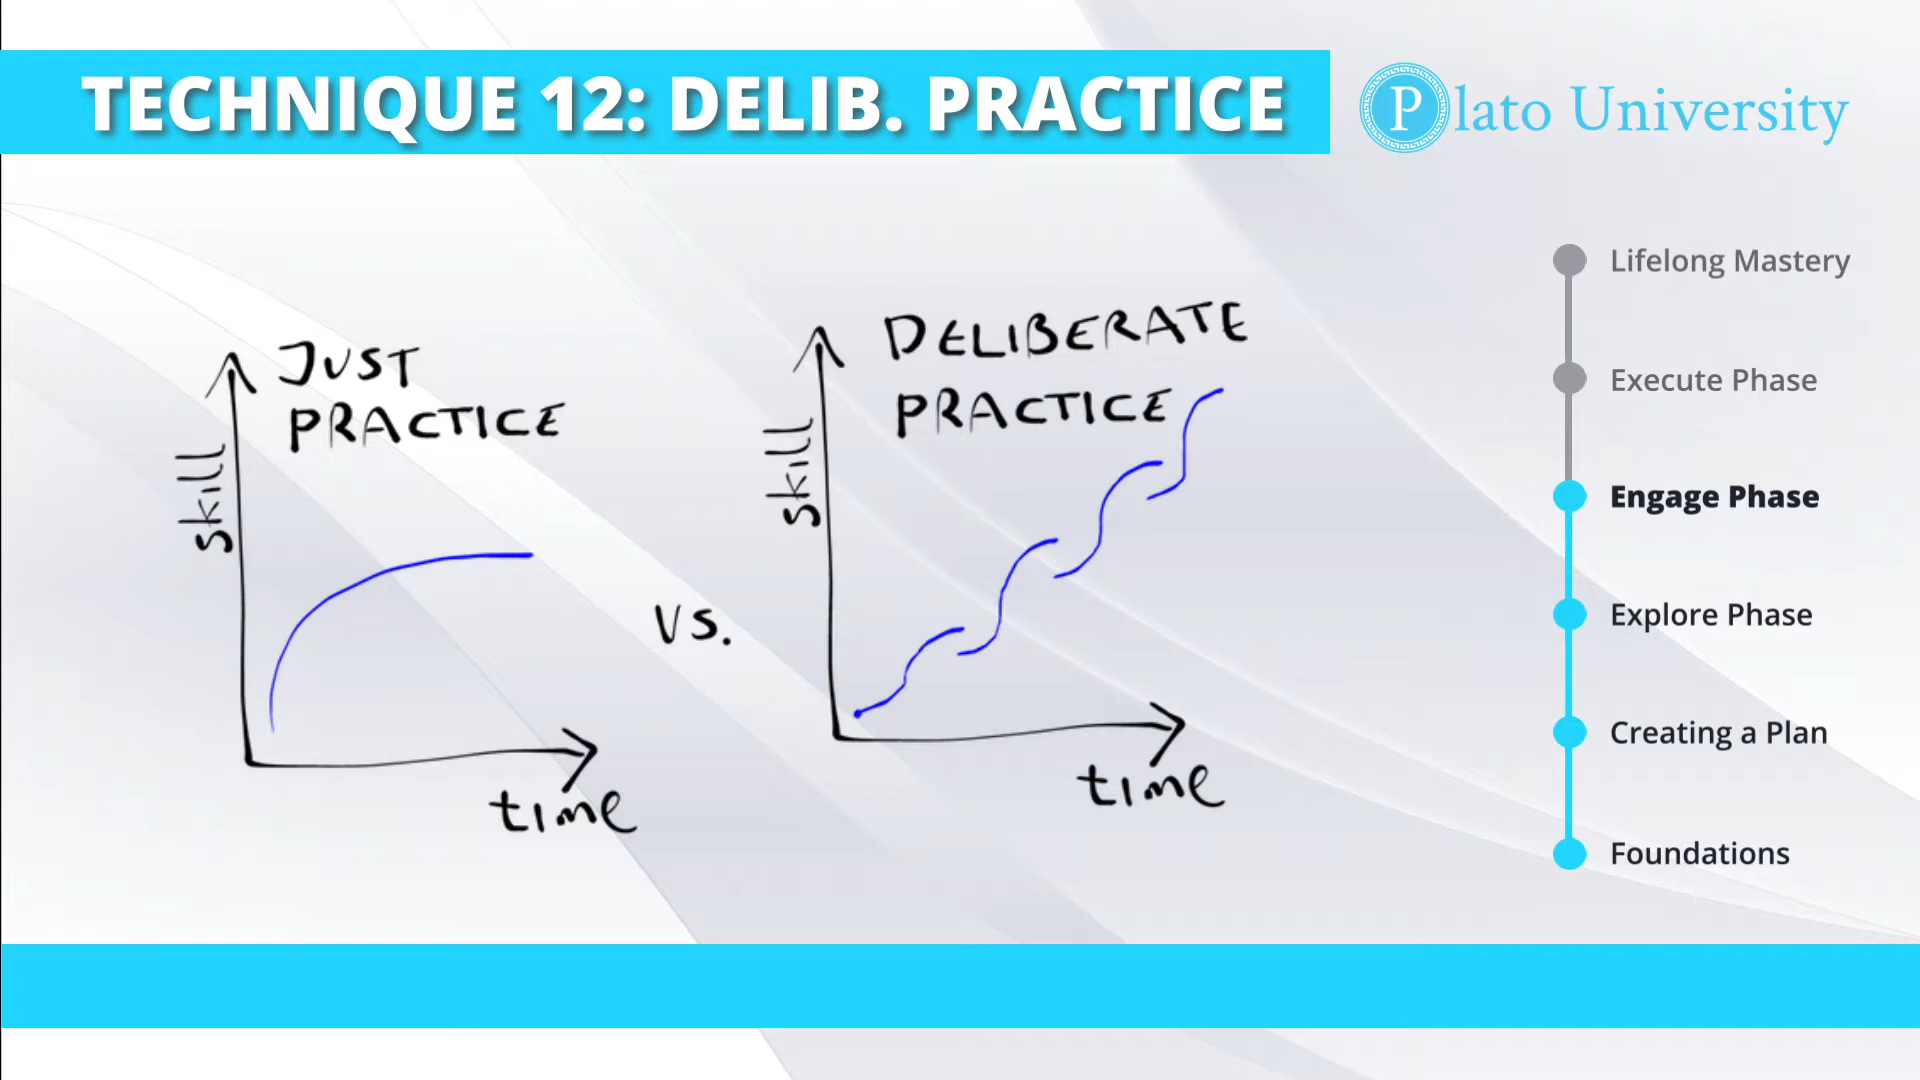 TECHNIQUE 12: DELIB. PRACTICE
Plato University
JUST
PRACTICE
skill
time
vs.
DELIBERATE
PRACTICE
skill
time
Lifelong Mastery
Execute Phase
Engage Phase
Explore Phase
Creating a Plan
Foundations